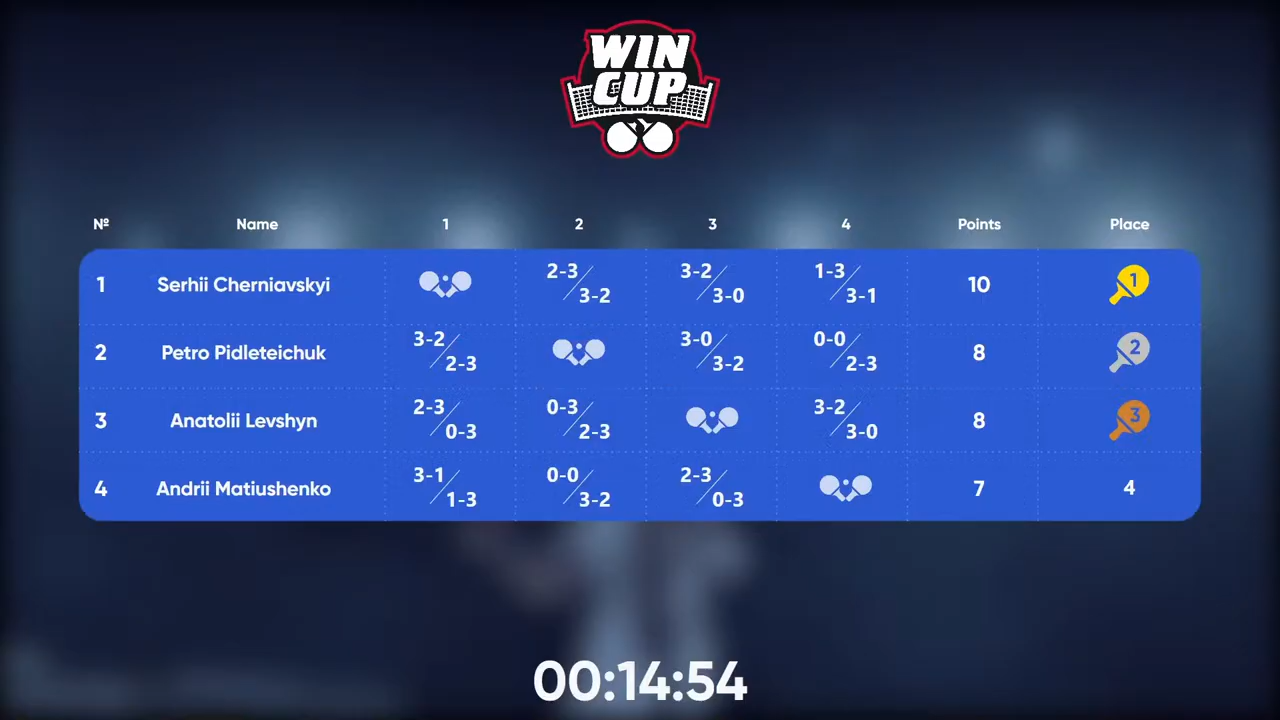 WIN
CUP
№ Name 1 2 3 4 Points Place
1 Serhii Cherniavskyi 2-3/3-2 3-2/3-0 1-3/3-1 10 1
2 Petro Pidleteichuk 3-2/2-3 3-0/3-2 0-0/2-3 8 2
3 Anatolii Levshyn 2-3/0-3 0-3/2-3 3-2/3-0 8 3
4 Andrii Matiushenko 3-1/1-3 0-0/3-2 2-3/0-3 7 4
00:14:54